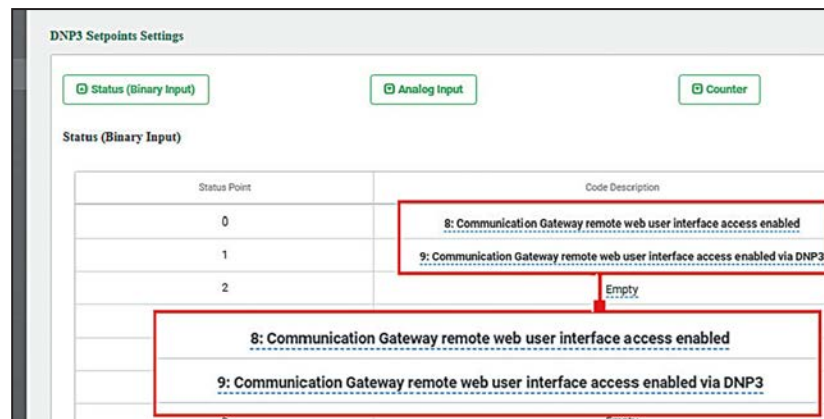 DNP3 Setpoints Settings
Status (Binary Input)
Analog Input
Counter
Status (Binary Input)
Status Point
Code Description
0
8: Communication Gateway remote web user interface access enabled
1
9: Communication Gateway remote web user interface access enabled via DNP3
2
Empty
8: Communication Gateway remote web user interface access enabled
9: Communication Gateway remote web user interface access enabled via DNP3